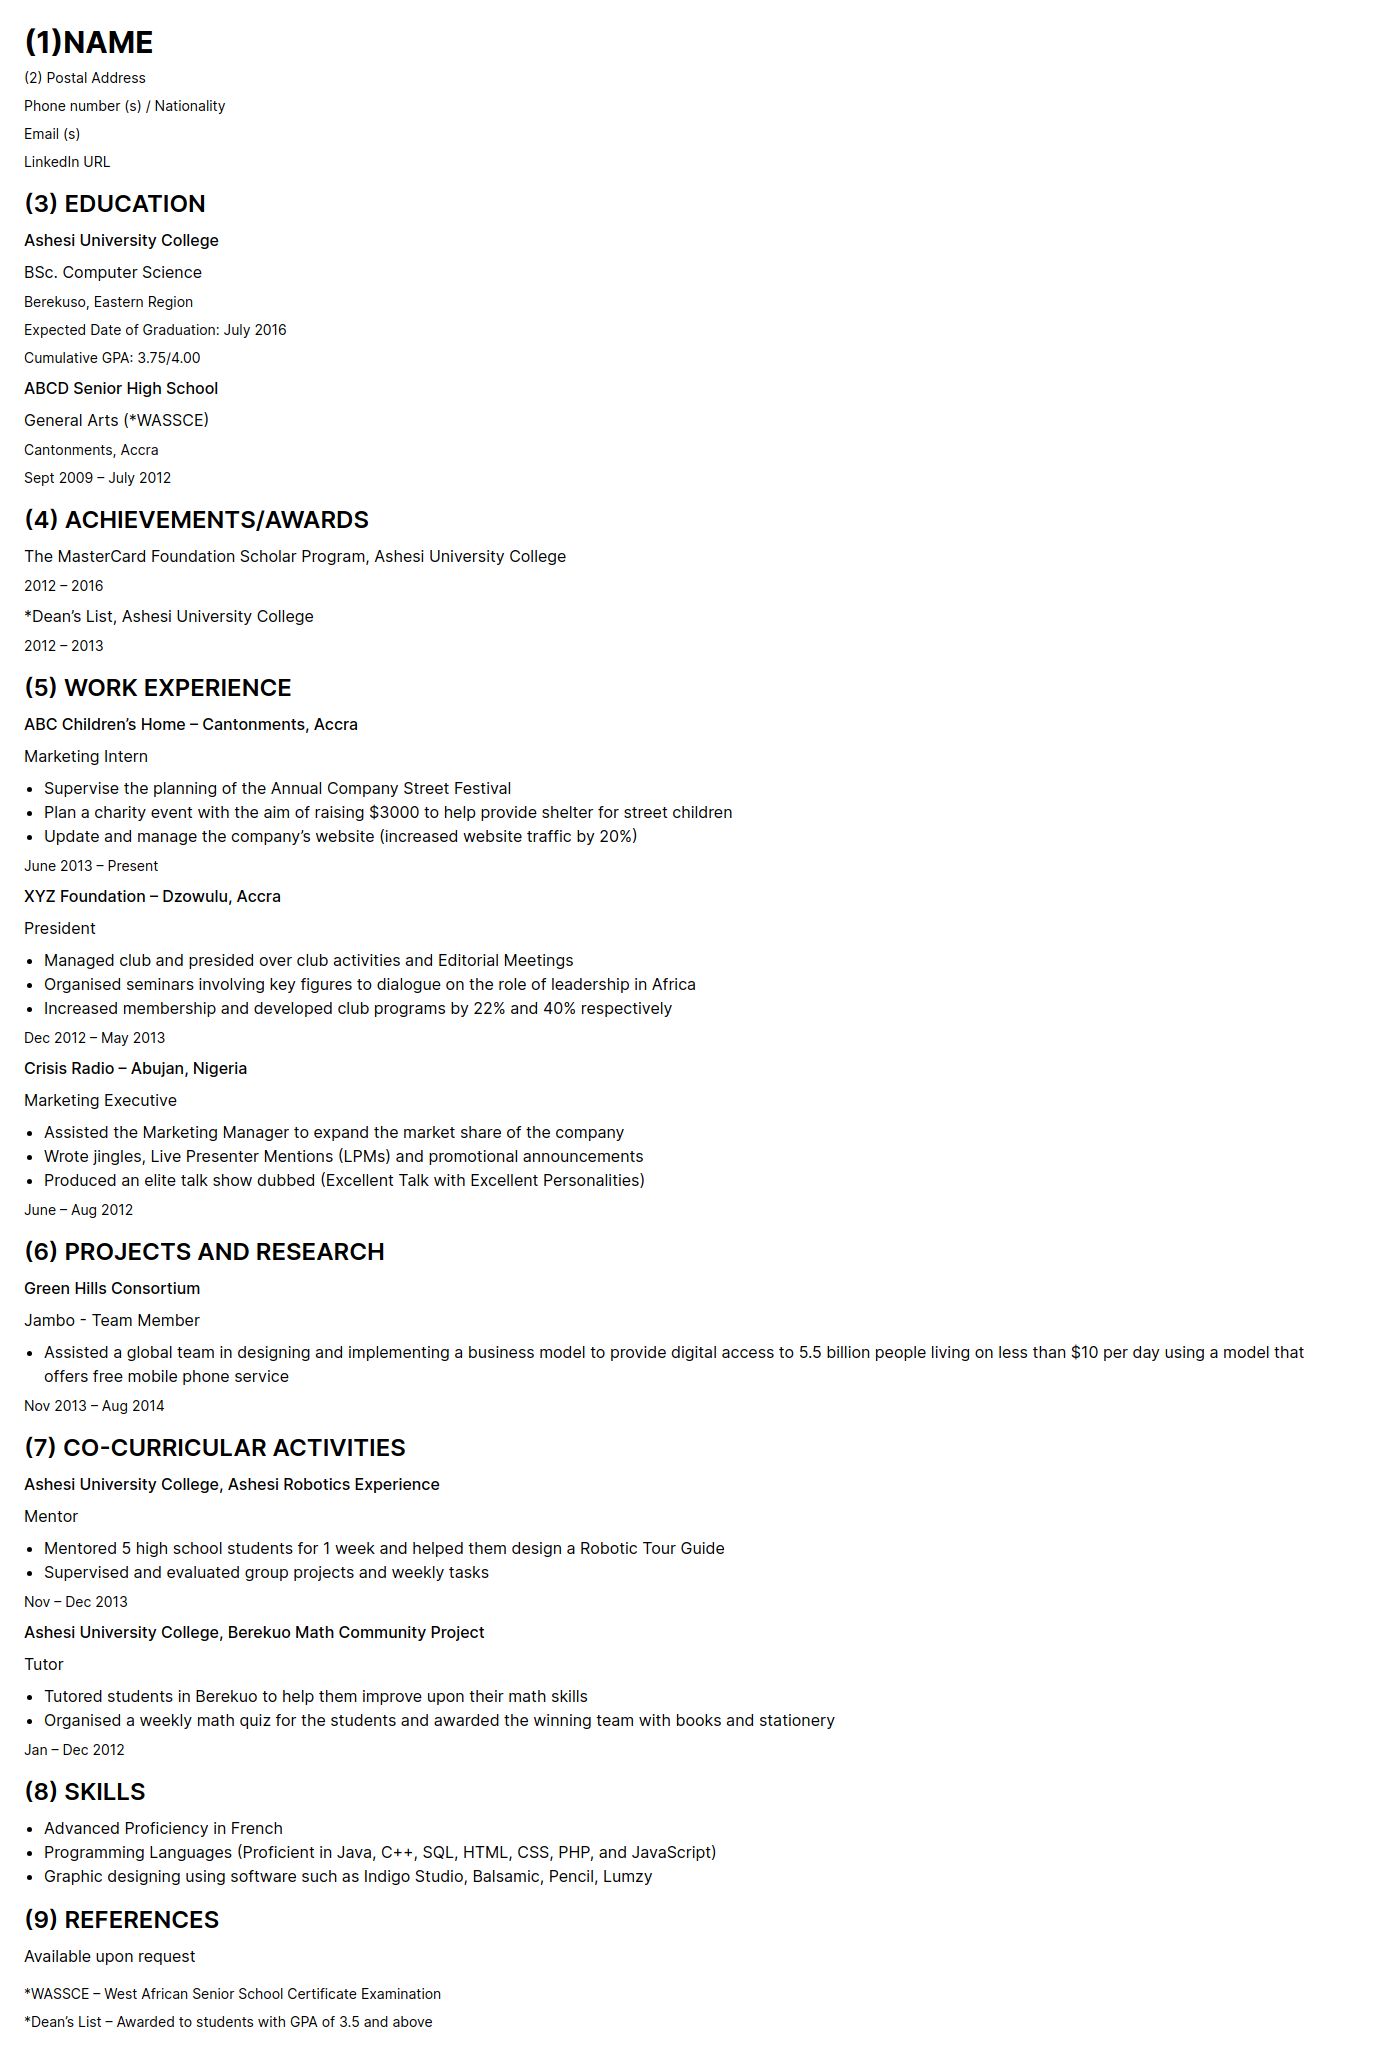 (1)NAME
(2) Postal Address
Phone number (s) / Nationality
Email (s)
LinkedIn URL
(3) EDUCATION
Ashesi University College
BSc. Computer Science
Berekuso, Eastern Region
Expected Date of Graduation: July 2016
Cumulative GPA: 3.75/4.00
ABCD Senior High School
General Arts (*WASSCE)
Cantonments, Accra
Sept 2009 – July 2012
(4) ACHIEVEMENTS/AWARDS
The MasterCard Foundation Scholar Program, Ashesi University College
2012 – 2016
*Dean’s List, Ashesi University College
2012 – 2013
(5) WORK EXPERIENCE
ABC Children’s Home – Cantonments, Accra
Marketing Intern
• Supervise the planning of the Annual Company Street Festival
• Plan a charity event with the aim of raising $3000 to help provide shelter for street children
• Update and manage the company’s website (increased website traffic by 20%)
June 2013 – Present
XYZ Foundation – Dzowulu, Accra
President
• Managed club and presided over club activities and Editorial Meetings
• Organised seminars involving key figures to dialogue on the role of leadership in Africa
• Increased membership and developed club programs by 22% and 40% respectively
Dec 2012 – May 2013
Crisis Radio – Abujan, Nigeria
Marketing Executive
• Assisted the Marketing Manager to expand the market share of the company
• Wrote jingles, Live Presenter Mentions (LPMs) and promotional announcements
• Produced an elite talk show dubbed (Excellent Talk with Excellent Personalities)
June – Aug 2012
(6) PROJECTS AND RESEARCH
Green Hills Consortium
Jambo - Team Member
• Assisted a global team in designing and implementing a business model to provide digital access to 5.5 billion people living on less than $10 per day using a model that
offers free mobile phone service
Nov 2013 – Aug 2014
(7) CO-CURRICULAR ACTIVITIES
Ashesi University College, Ashesi Robotics Experience
Mentor
• Mentored 5 high school students for 1 week and helped them design a Robotic Tour Guide
• Supervised and evaluated group projects and weekly tasks
Nov – Dec 2013
Ashesi University College, Berekuo Math Community Project
Tutor
• Tutored students in Berekuo to help them improve upon their math skills
• Organised a weekly math quiz for the students and awarded the winning team with books and stationery
Jan – Dec 2012
(8) SKILLS
• Advanced Proficiency in French
• Programming Languages (Proficient in Java, C++, SQL, HTML, CSS, PHP, and JavaScript)
• Graphic designing using software such as Indigo Studio, Balsamic, Pencil, Lumzy
(9) REFERENCES
Available upon request
*WASSCE – West African Senior School Certificate Examination
*Dean’s List – Awarded to students with GPA of 3.5 and above